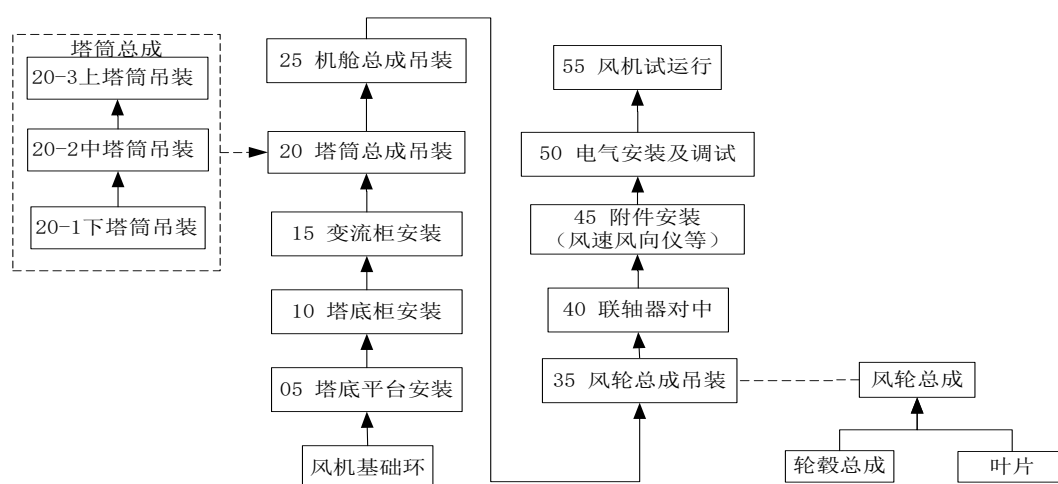 塔筒总成
20-3上塔筒吊装
20-2中塔筒吊装
20-1下塔筒吊装
25 机舱总成吊装
20 塔筒总成吊装
15 变流柜安装
10 塔底柜安装
05 塔底平台安装
风机基础环
55 风机试运行
50 电气安装及调试
45 附件安装
（风速风向仪等）
40 联轴器对中
35 风轮总成吊装
风轮总成
轮毂总成
叶片